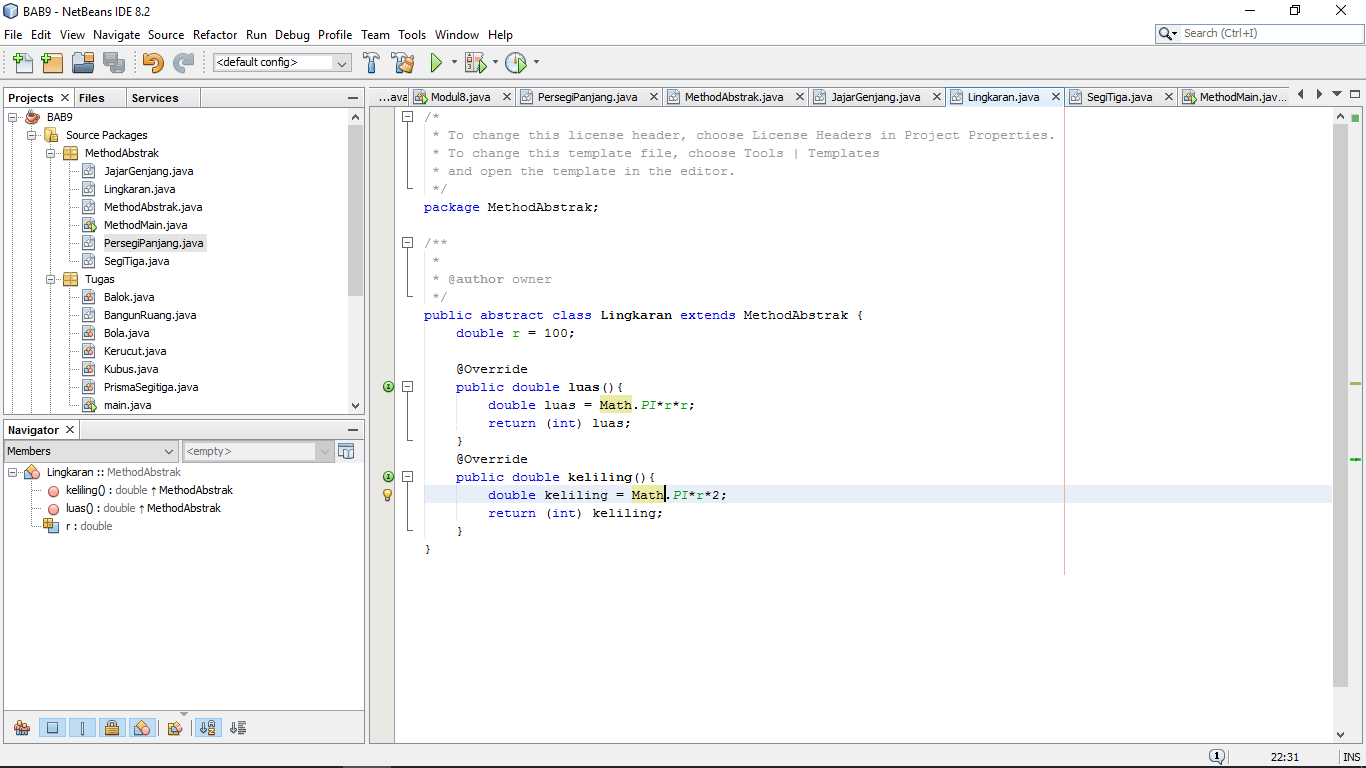 BAB9 - NetBeans IDE 8.2
File Edit View Navigate Source Refactor Run Debug Profile Team Tools Window Help
Search (Ctrl+I)
<default config>
Projects Files Services
BAB9
Source Packages
MethodAbstrak
JajarGenjang.java
Lingkaran.java
MethodAbstrak.java
MethodMain.java
PersegiPanjang.java
SegiTiga.java
Tugas
Balok.java
BangunRuang.java
Bola.java
Kerucut.java
Kubus.java
PrismaSegitiga.java
main.java
Navigator
Members <empty>
Lingkaran :: MethodAbstrak
keliling() : double ↑ MethodAbstrak
luas() : double ↑ MethodAbstrak
r : double
...ava Modul8.java PersegiPanjang.java MethodAbstrak.java JajarGenjang.java Lingkaran.java SegiTiga.java MethodMain.jav...
/*
* To change this license header, choose License Headers in Project Properties.
* To change this template file, choose Tools | Templates
* and open the template in the editor.
*/
package MethodAbstrak;
/**
*
* @author owner
*/
public abstract class Lingkaran extends MethodAbstrak {
double r = 100;
@Override
public double luas(){
double luas = Math.PI*r*r;
return (int) luas;
}
@Override
public double keliling(){
double keliling = Math.PI*r*2;
return (int) keliling;
}
}
1 22:31 INS